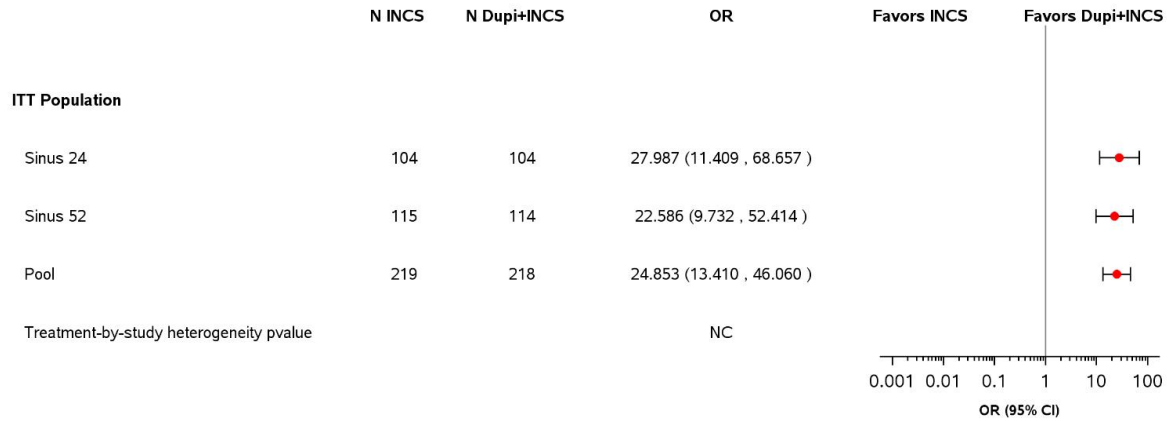 N INCS N Dupi+INCS OR Favors INCS Favors Dupi+INCS
ITT Population
Sinus 24 104 104 27.987 (11.409 , 68.657 )
Sinus 52 115 114 22.586 (9.732 , 52.414 )
Pool 219 218 24.853 (13.410 , 46.060 )
Treatment-by-study heterogeneity pvalue NC
0.001 0.01 0.1 1 10 100
OR (95% CI)